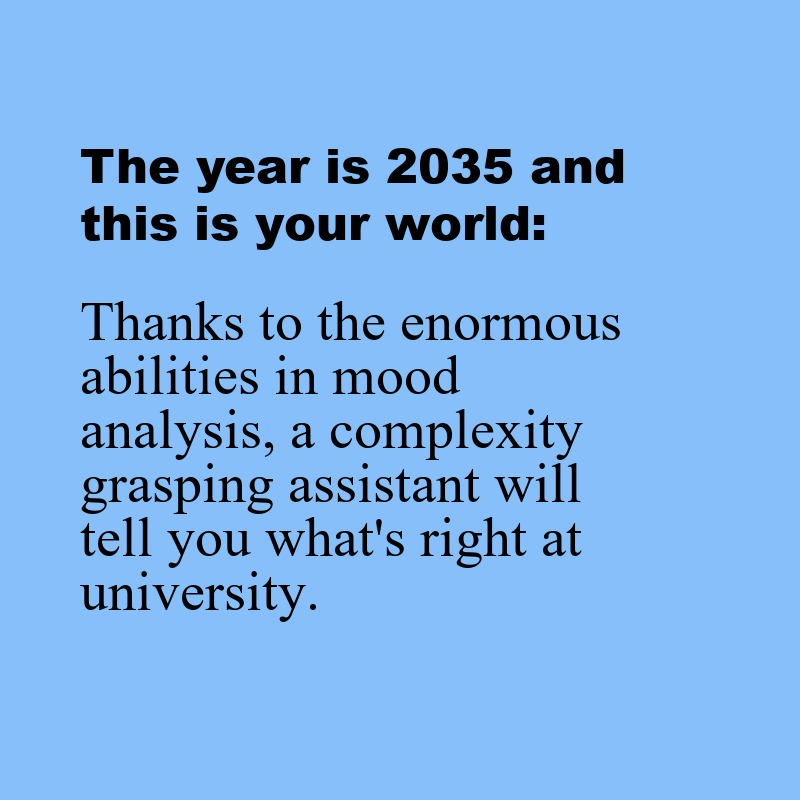 The year is 2035 and
this is your world:
Thanks to the enormous
abilities in mood
analysis, a complexity
grasping assistant will
tell you what's right at
university.